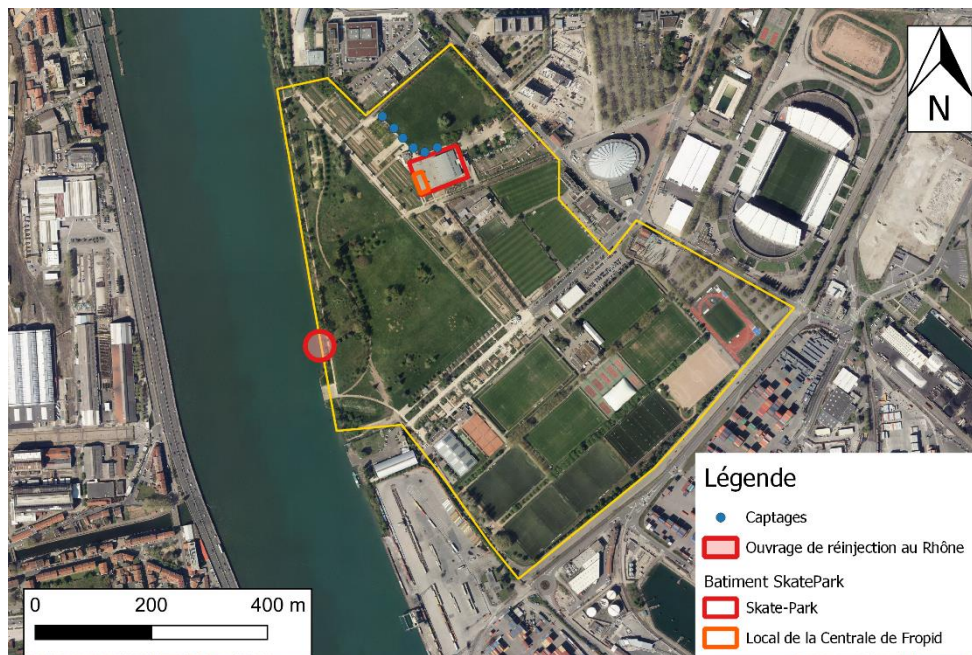 N
Légende
Captages
Ouvrage de réinjection au Rhône
Batiment SkatePark
Skate-Park
Local de la Centrale de Fropid
0 200 400 m